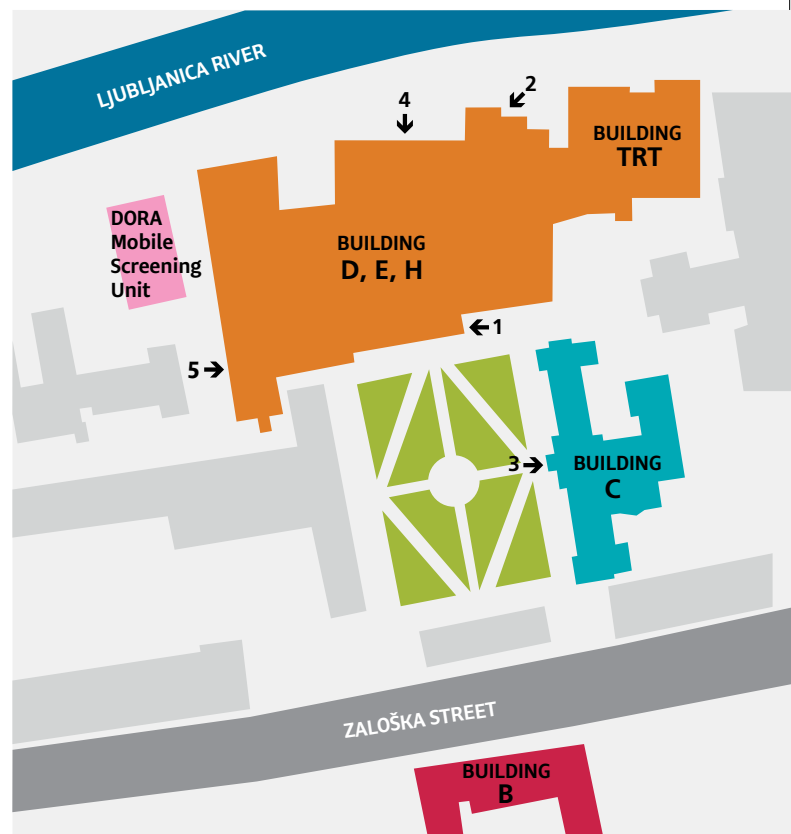 LJUBLJANICA RIVER
4
2
BUILDING
TRT
DORA
Mobile
Screening
Unit
BUILDING
D, E, H
1
5
3
BUILDING
C
ZALOŠKA STREET
BUILDING
B